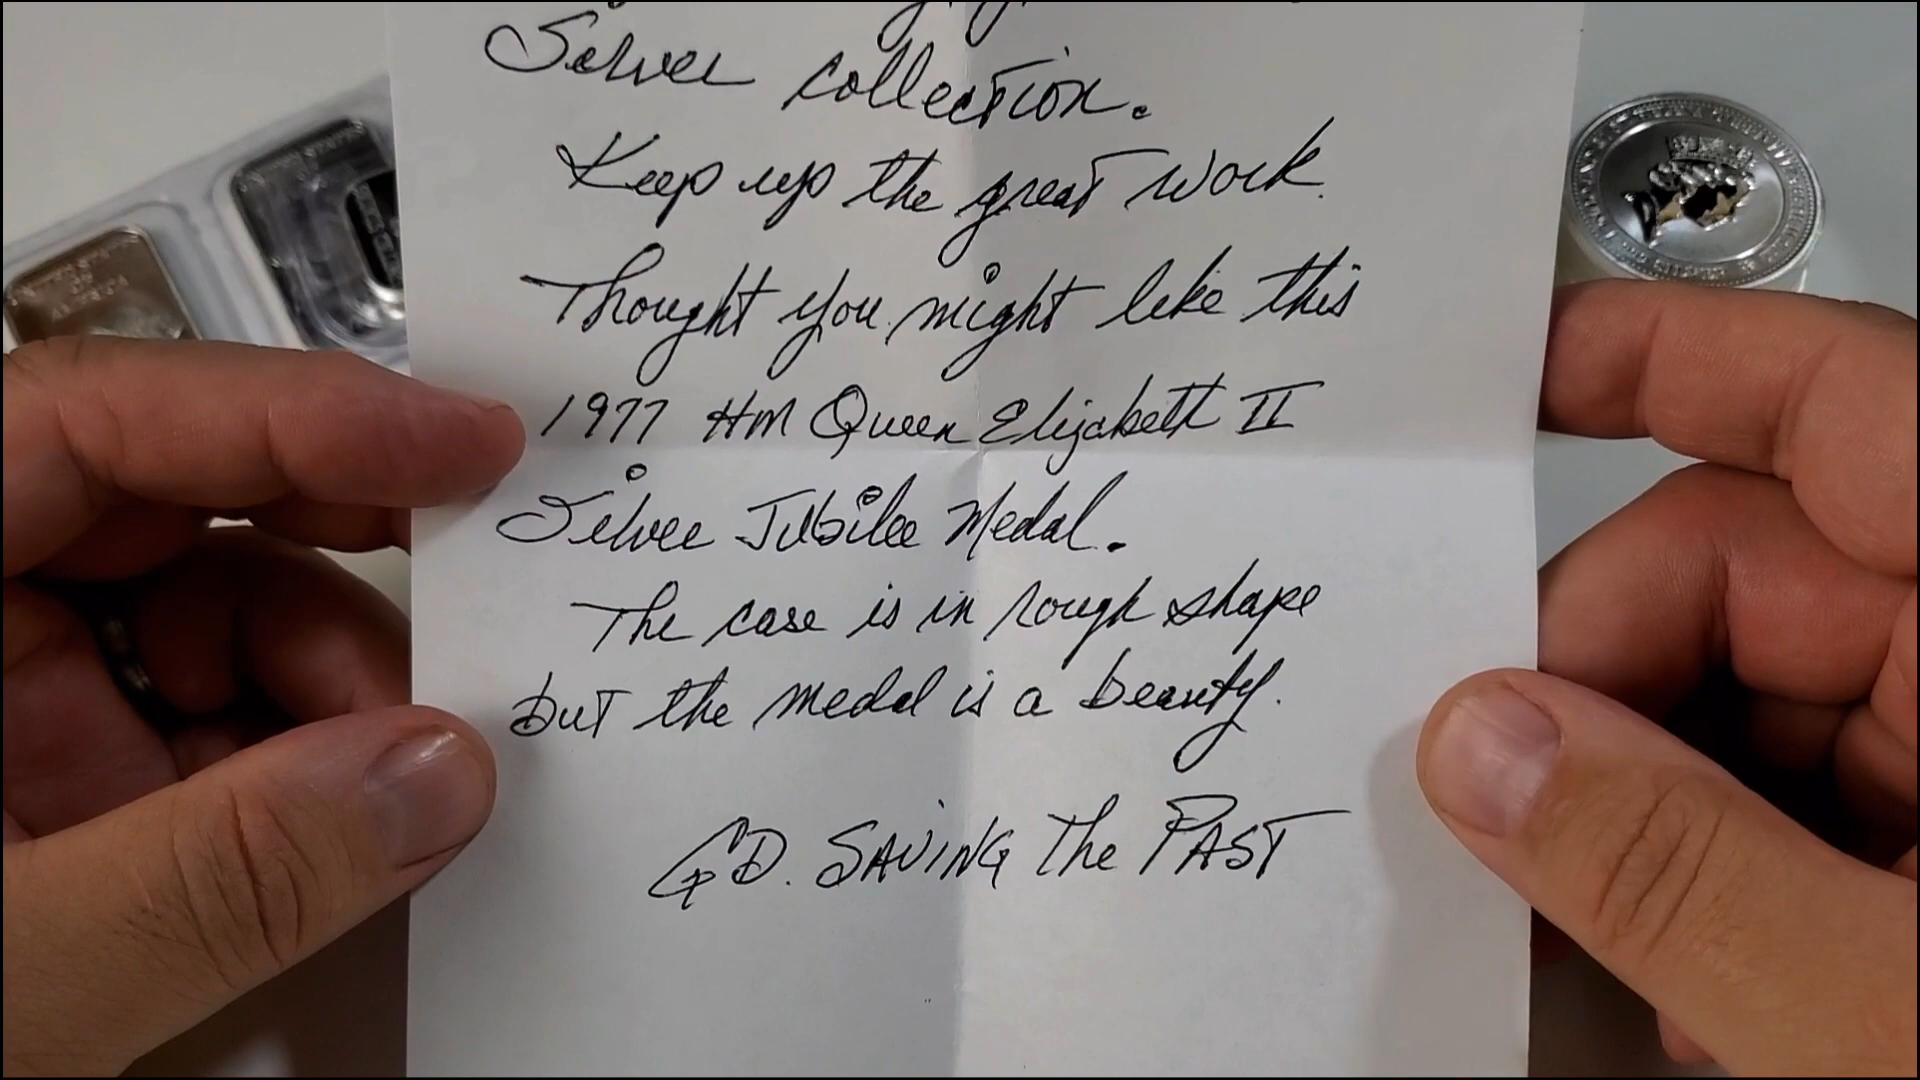 Silver collection.
Keep up the great work.
Thought you might like this
1977 HM Queen Elizabeth II
Silver Jubilee Medal.
The case is in rough shape
but the medal is a beauty.
GD. SAVING the PAST